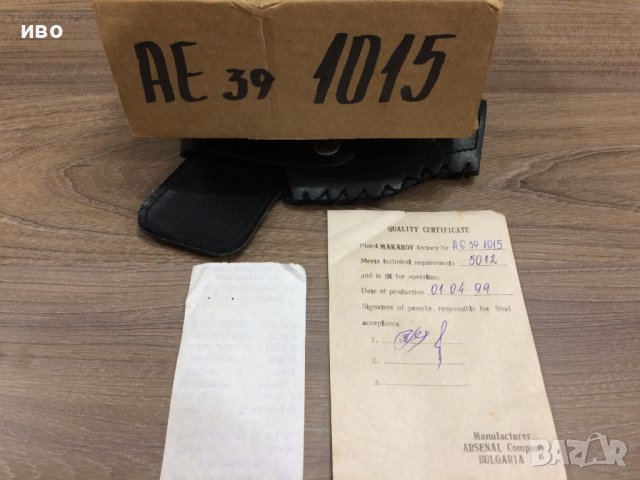 ИВО
AE 39 1015
QUALITY CERTIFICATE
Pistol MAKAROV factory Nr AE 39 1015
Meets technical requirements 5012
and is fit for operation.
Date of production 01.04.99
Signature of people, responsible for final
acceptance:
1.
2.
3.
Manufacturer
ARSENAL Company
BULGARIA
BAZAR